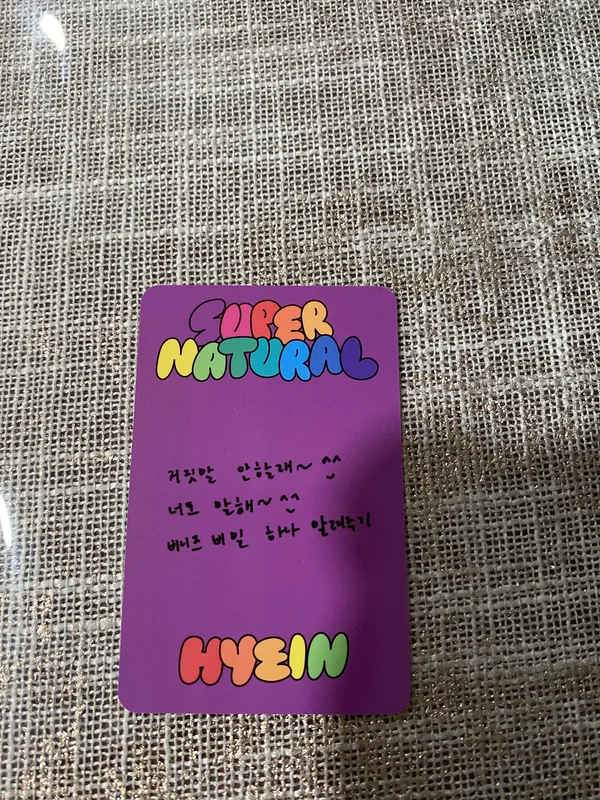 SUPER
NATURAL
거짓말 안할래~ ^^
너도 말해~ ^^
버니즈 비밀 하나 알려주기
HYEIN